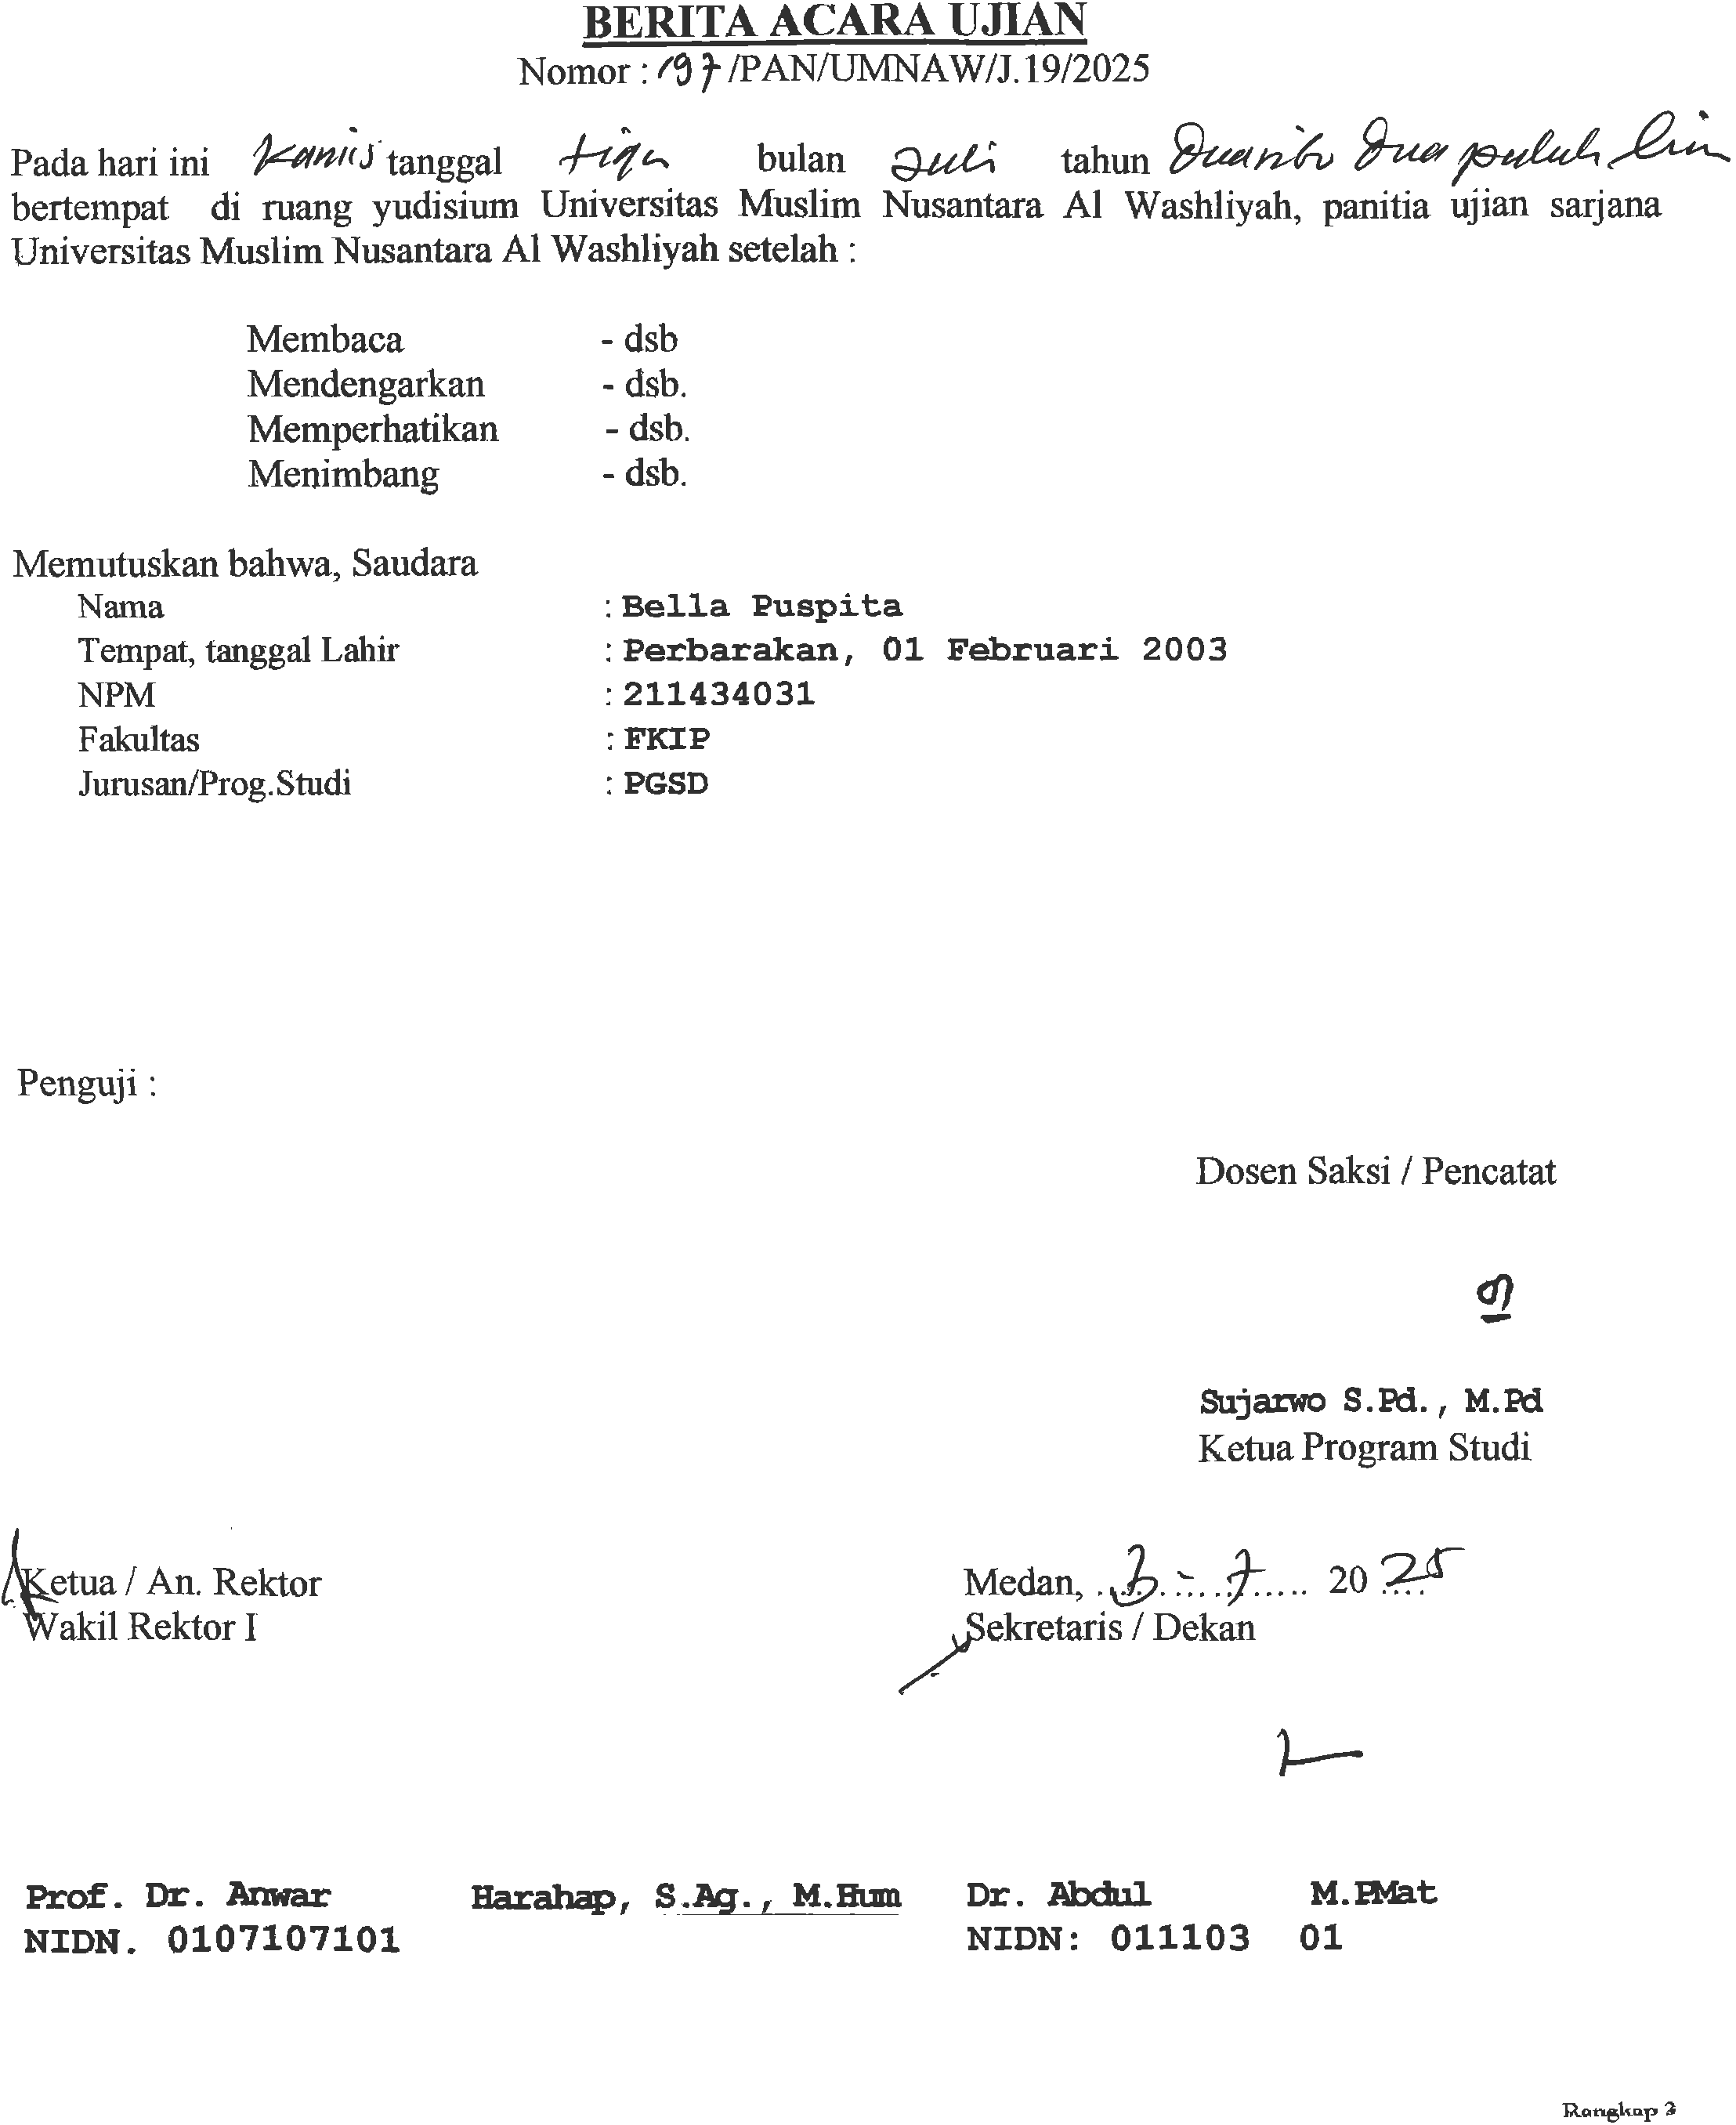 BERITA ACARA UJIAN
Nomor : 197 /PAN/UMNAW/J.19/2025
Pada hari ini Kamis tanggal tiga bulan Juli tahun Duaribu dua puluh lim
bertempat di ruang yudisium Universitas Muslim Nusantara Al Washliyah, panitia ujian sarjana
Universitas Muslim Nusantara Al Washliyah setelah :
Membaca - dsb
Mendengarkan - dsb.
Memperhatikan - dsb.
Menimbang - dsb.
Memutuskan bahwa, Saudara
Nama : Bella Puspita
Tempat, tanggal Lahir : Perbarakan, 01 Februari 2003
NPM : 211434031
Fakultas : FKIP
Jurusan/Prog.Studi : PGSD
Penguji :
Dosen Saksi / Pencatat
Sujarwo S.Pd., M.Pd
Ketua Program Studi
Ketua / An. Rektor Medan, 3 - 7 2025
Wakil Rektor I Sekretaris / Dekan
Prof. Dr. Anwar Harahap, S.Ag., M.Hum Dr. Abdul M.PMat
NIDN. 0107107101 NIDN: 011103 01
Rangkap 3